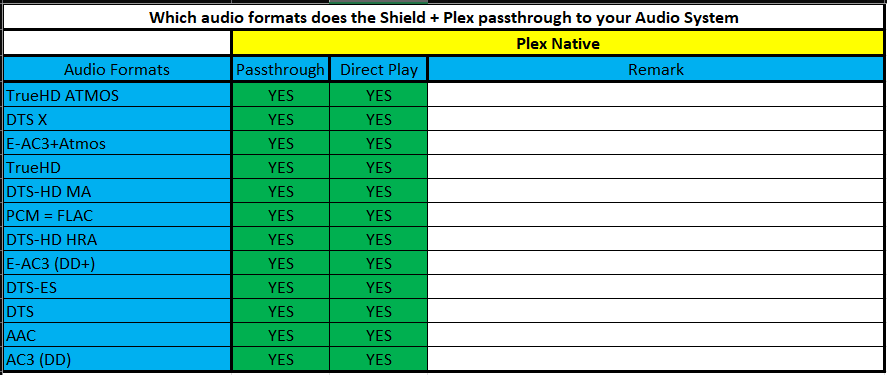 Which audio formats does the Shield + Plex passthrough to your Audio System
Plex Native
Audio Formats Passthrough Direct Play Remark
TrueHD ATMOS YES YES
DTS X YES YES
E-AC3+Atmos YES YES
TrueHD YES YES
DTS-HD MA YES YES
PCM = FLAC YES YES
DTS-HD HRA YES YES
E-AC3 (DD+) YES YES
DTS-ES YES YES
DTS YES YES
AAC YES YES
AC3 (DD) YES YES